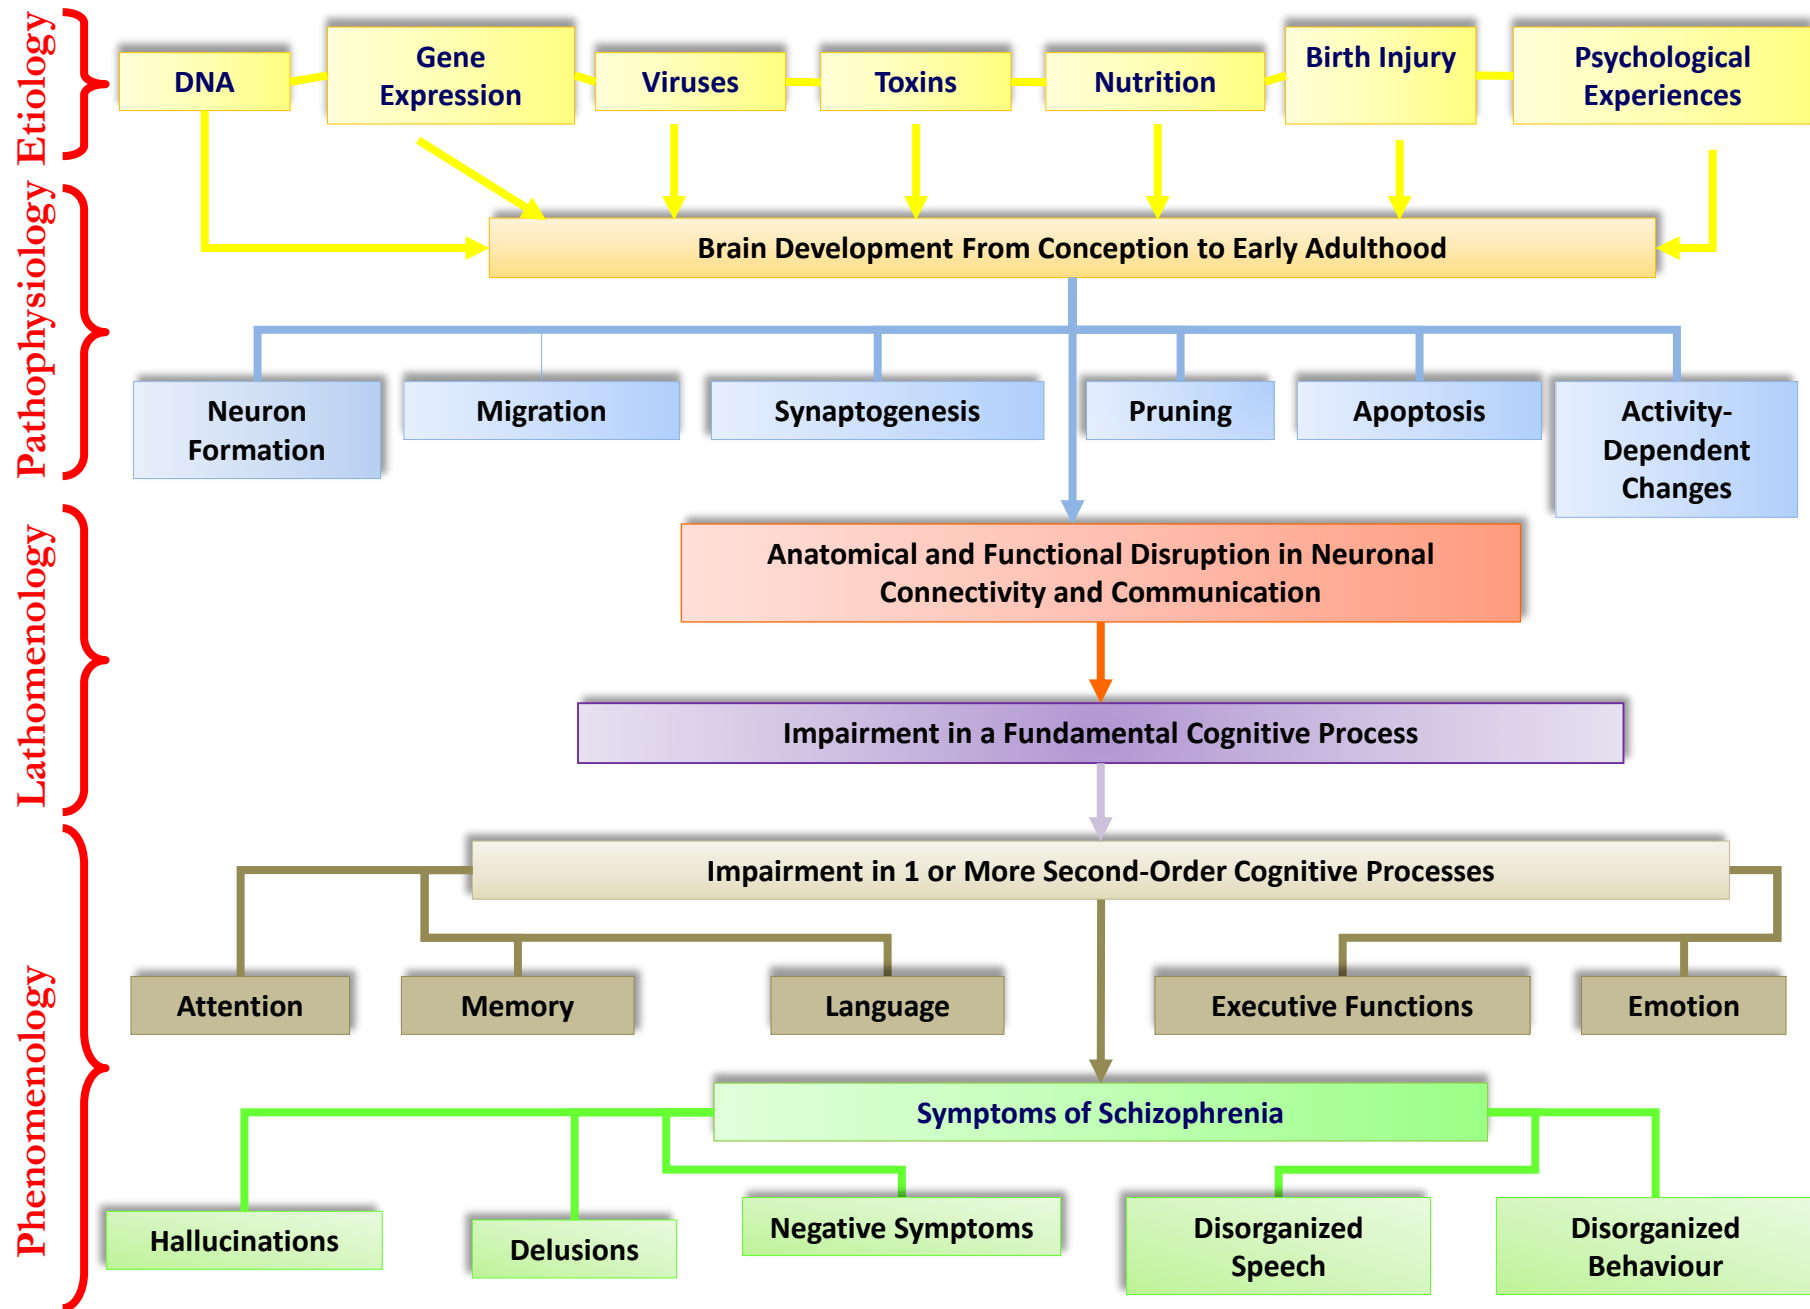 Etiology
DNA
Gene
Expression
Viruses
Toxins
Nutrition
Birth Injury
Psychological
Experiences
Pathophysiology
Brain Development From Conception to Early Adulthood
Neuron
Formation
Migration
Synaptogenesis
Pruning
Apoptosis
Activity-
Dependent
Changes
Lathomenology
Anatomical and Functional Disruption in Neuronal
Connectivity and Communication
Impairment in a Fundamental Cognitive Process
Phenomenology
Impairment in 1 or More Second-Order Cognitive Processes
Attention
Memory
Language
Executive Functions
Emotion
Symptoms of Schizophrenia
Hallucinations
Delusions
Negative Symptoms
Disorganized
Speech
Disorganized
Behaviour